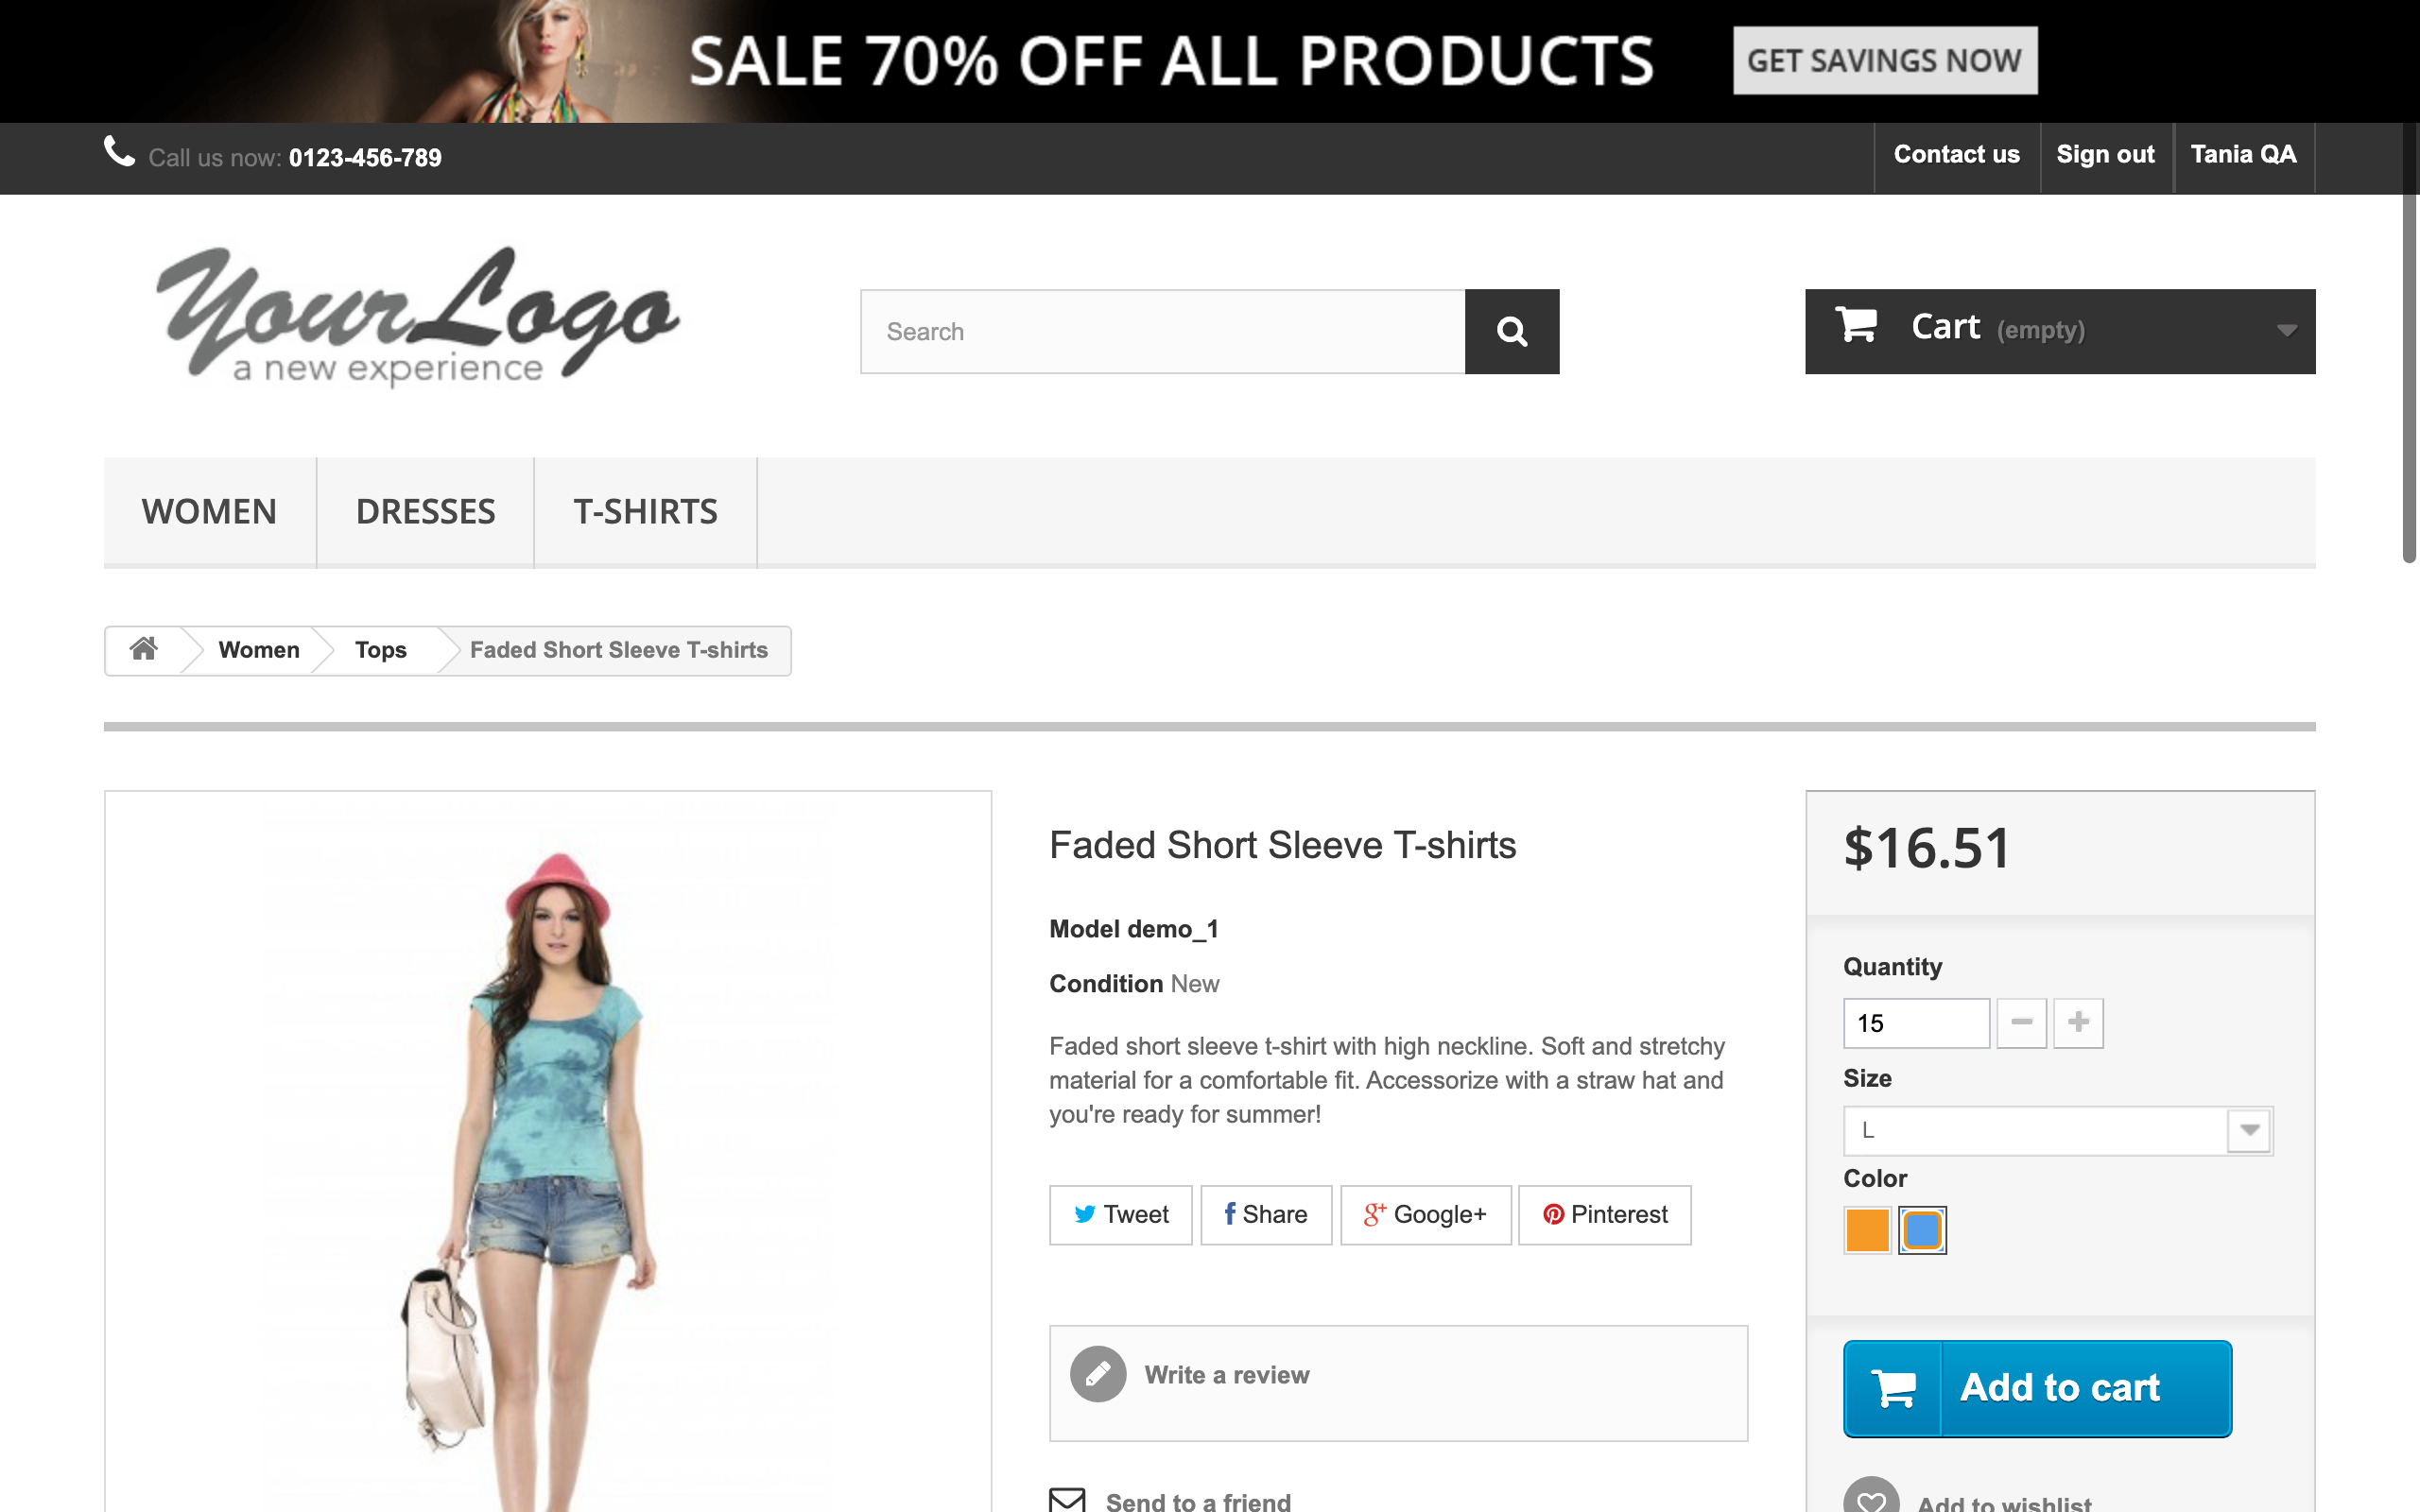 SALE 70% OFF ALL PRODUCTS
GET SAVINGS NOW
Call us now: 0123-456-789
Contact us
Sign out
Tania QA
YourLogo
a new experience
Search
Cart (empty)
WOMEN
DRESSES
T-SHIRTS
Women
Tops
Faded Short Sleeve T-shirts
Faded Short Sleeve T-shirts
Model demo_1
Condition New
Faded short sleeve t-shirt with high neckline. Soft and stretchy
material for a comfortable fit. Accessorize with a straw hat and
you're ready for summer!
Tweet
Share
Google+
Pinterest
Write a review
Send to a friend
$16.51
Quantity
15
Size
L
Color
Add to cart
Add to wishlist